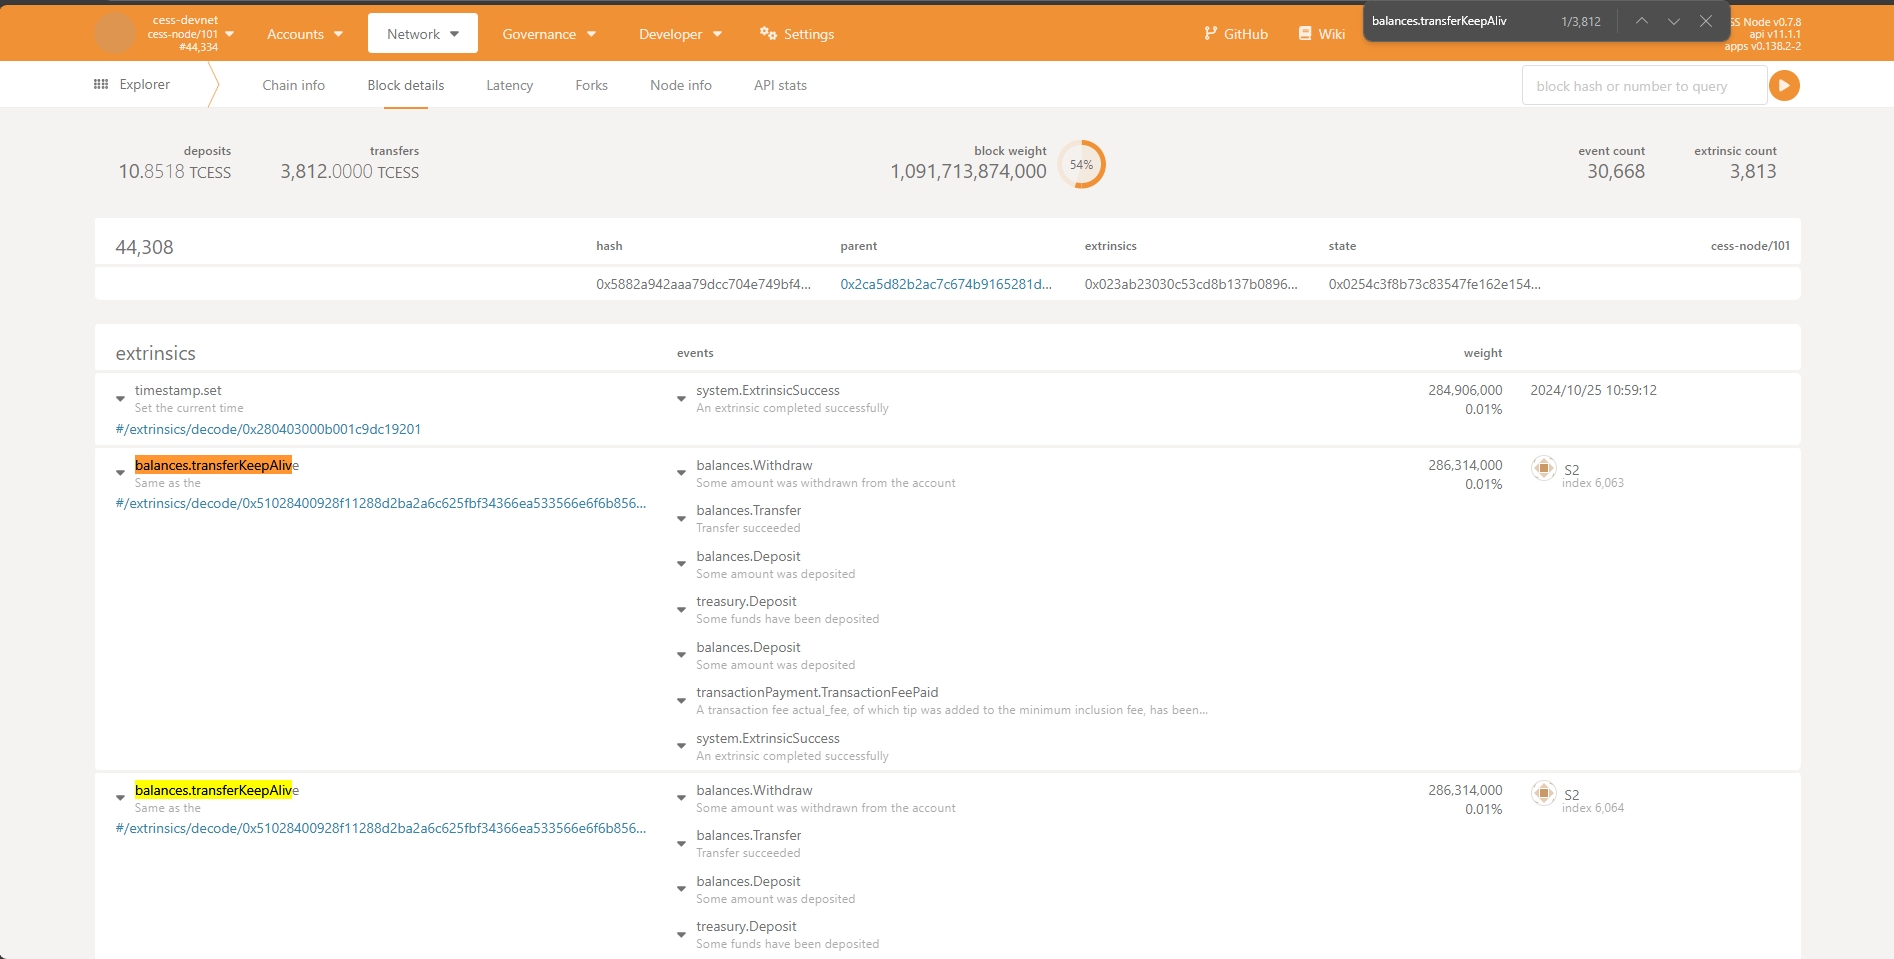 cess-devnet
cess-node/101
#44,334
Accounts
Network
Governance
Developer
Settings
GitHub
Wiki
balances.transferKeepAliv
1/3,812
SS Node v0.7.8
api v11.1.1
apps v0.138.2-2
Explorer
Chain info
Block details
Latency
Forks
Node info
API stats
block hash or number to query
deposits
10.8518 TCESS
transfers
3,812.0000 TCESS
block weight
1,091,713,874,000
54%
event count
30,668
extrinsic count
3,813
44,308
hash
parent
extrinsics
state
cess-node/101
0x5882a942aaa79dcc704e749bf4...
0x2ca5d82b2ac7c674b9165281d...
0x023ab23030c53cd8b137b0896...
0x0254c3f8b73c83547fe162e154...
extrinsics
events
weight
timestamp.set
Set the current time
#/extrinsics/decode/0x280403000b001c9dc19201
system.ExtrinsicSuccess
An extrinsic completed successfully
284,906,000
0.01%
2024/10/25 10:59:12
balances.transferKeepAlive
Same as the
#/extrinsics/decode/0x51028400928f11288d2ba2a6c625fbf34366ea533566e6f6b856...
balances.Withdraw
Some amount was withdrawn from the account
balances.Transfer
Transfer succeeded
balances.Deposit
Some amount was deposited
treasury.Deposit
Some funds have been deposited
balances.Deposit
Some amount was deposited
transactionPayment.TransactionFeePaid
A transaction fee actual_fee, of which tip was added to the minimum inclusion fee, has been...
system.ExtrinsicSuccess
An extrinsic completed successfully
286,314,000
0.01%
S2
index 6,063
balances.transferKeepAlive
Same as the
#/extrinsics/decode/0x51028400928f11288d2ba2a6c625fbf34366ea533566e6f6b856...
balances.Withdraw
Some amount was withdrawn from the account
balances.Transfer
Transfer succeeded
balances.Deposit
Some amount was deposited
treasury.Deposit
Some funds have been deposited
286,314,000
0.01%
S2
index 6,064